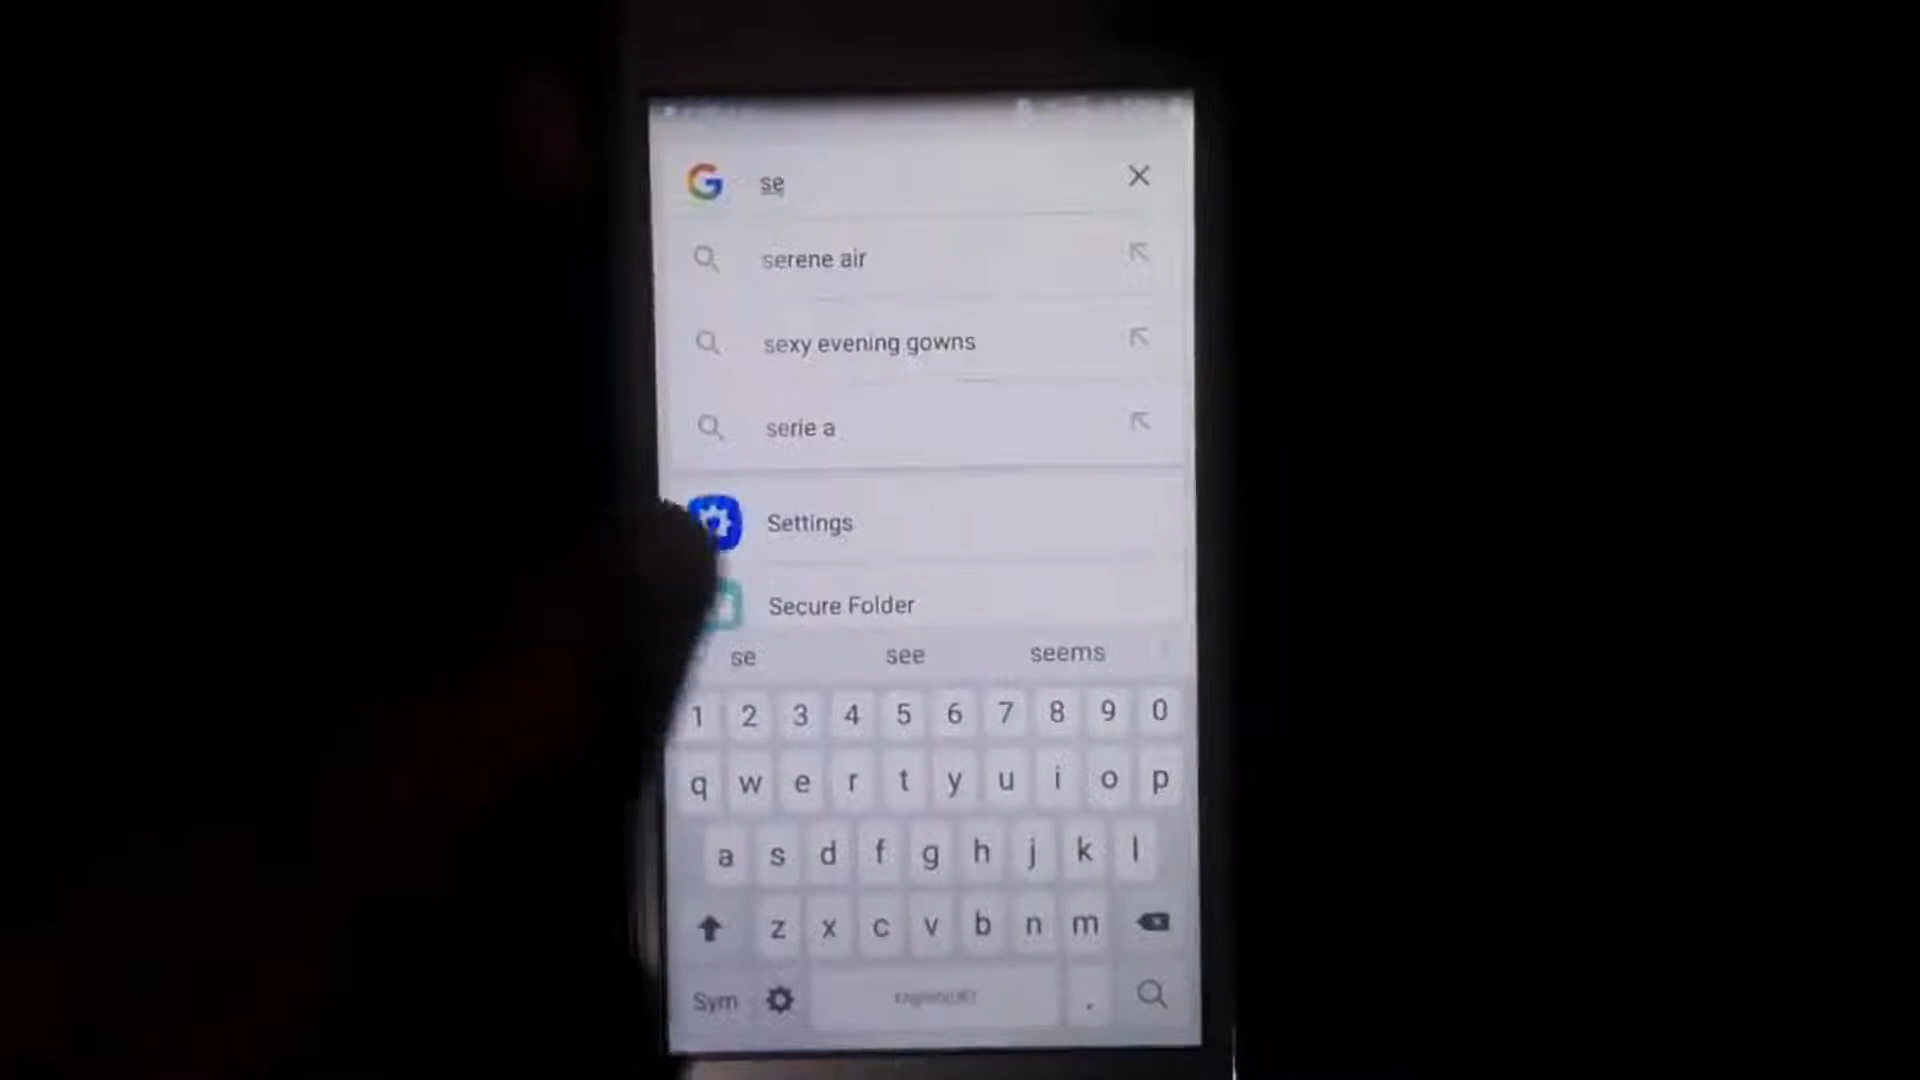 se
serene air
sexy evening gowns
serie a
Settings
Secure Folder
se see seems
1 2 3 4 5 6 7 8 9 0
q w e r t y u i o p
a s d f g h j k l
z x c v b n m
Sym .